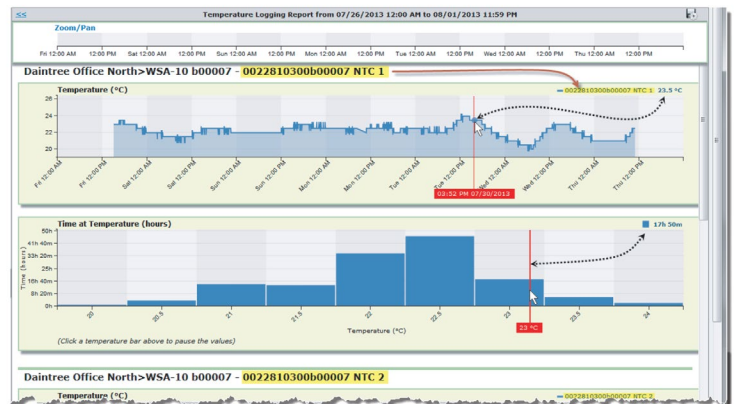 <<
Temperature Logging Report from 07/26/2013 12:00 AM to 08/01/2013 11:59 PM
Zoom/Pan
Fri 12:00 AM 12:00 PM Sat 12:00 AM 12:00 PM Sun 12:00 AM 12:00 PM Mon 12:00 AM 12:00 PM Tue 12:00 AM 12:00 PM Wed 12:00 AM 12:00 PM Thu 12:00 AM 12:00 PM
Daintree Office North>WSA-10 b00007 - 0022810300b00007 NTC 1
Temperature (°C)
0022810300b00007 NTC 1 23.5 °C
26
24
22
20
Fri 12:00 AM Fri 12:00 PM Sat 12:00 AM Sat 12:00 PM Sun 12:00 AM Sun 12:00 PM Mon 12:00 AM Mon 12:00 PM Tue 12:00 AM Tue 12:00 PM Wed 12:00 AM Wed 12:00 PM Thu 12:00 AM Thu 12:00 PM
03:52 PM 07/30/2013
Time at Temperature (hours)
17h 50m
50h
41h 40m
33h 20m
25h
16h 40m
8h 20m
0h
Time (hours)
20 20.5 21 21.5 22 22.5 23 23.5 24
23 °C
Temperature (°C)
(Click a temperature bar above to pause the values)
Daintree Office North>WSA-10 b00007 - 0022810300b00007 NTC 2
Temperature (°C)
0022810300b00007 NTC 2